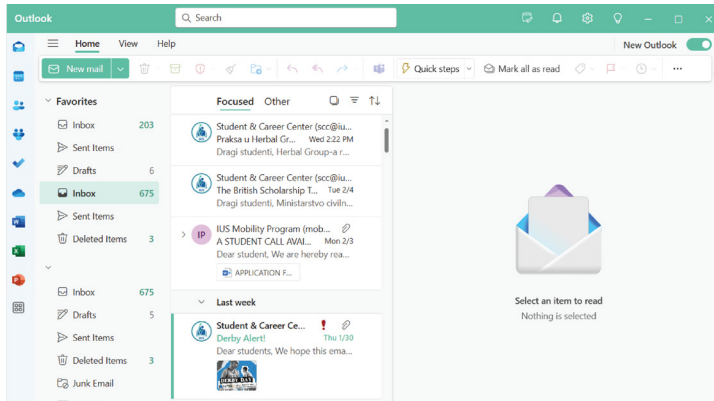 Outlook
Search
Home View Help
New Outlook
New mail
Quick steps
Mark all as read
Favorites
Inbox 203
Sent Items
Drafts 6
Inbox 675
Sent Items
Deleted Items 3
Inbox 675
Drafts 5
Sent Items
Deleted Items 3
Junk Email
Focused Other
Student & Career Center (scc@iu...
Praksa u Herbal Gr... Wed 2:22 PM
Dragi studenti, Herbal Group-a r...
Student & Career Center (scc@iu...
The British Scholarship T... Tue 2/4
Dragi studenti, Ministarstvo civiln...
IP
IUS Mobility Program (mob...
A STUDENT CALL AVAI... Mon 2/3
Dear student, We are hereby rea...
APPLICATION F...
Last week
Student & Career Ce...
Derby Alert! Thu 1/30
Dear students, We hope this ema...
DERBY DAY
Select an item to read
Nothing is selected